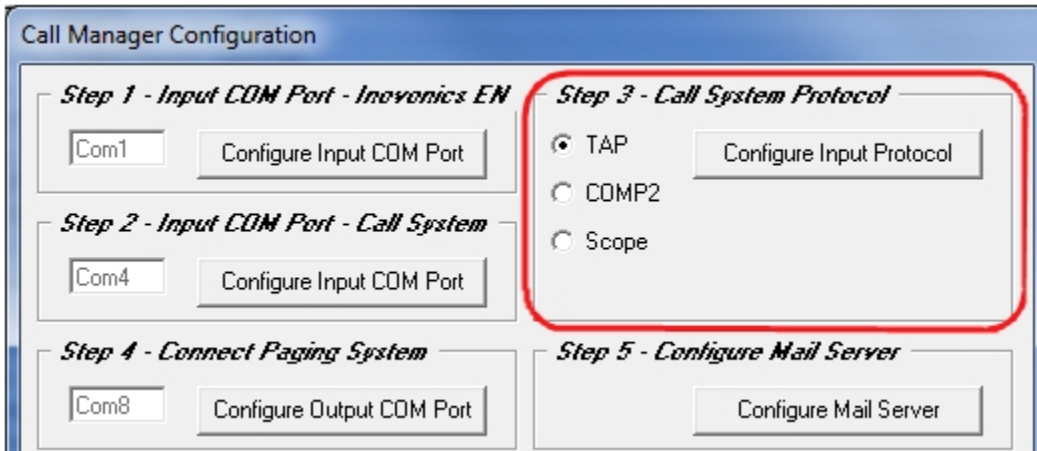 Call Manager Configuration
Step 1 - Input COM Port - Inovonics EN
Com1
Configure Input COM Port
Step 2 - Input COM Port - Call System
Com4
Configure Input COM Port
Step 3 - Call System Protocol
TAP
Configure Input Protocol
COMP2
Scope
Step 4 - Connect Paging System
Com8
Configure Output COM Port
Step 5 - Configure Mail Server
Configure Mail Server